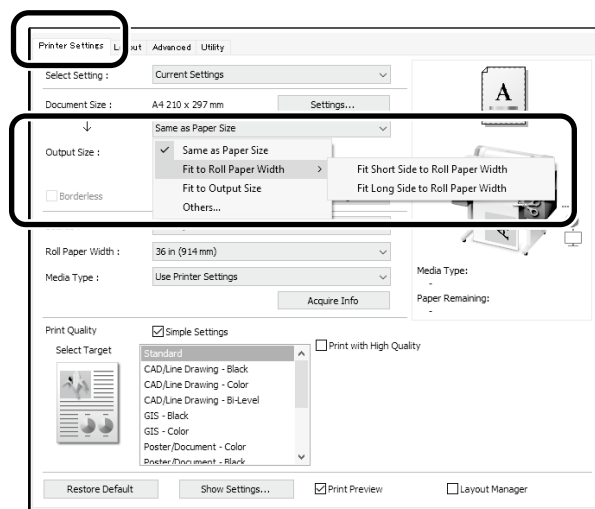 Printer Settings Layout Advanced Utility
Select Setting : Current Settings
Document Size : A4 210 x 297 mm Settings...
↓ Same as Paper Size
Output Size : ✓ Same as Paper Size
Fit to Roll Paper Width > Fit Short Side to Roll Paper Width
Fit to Output Size Fit Long Side to Roll Paper Width
Borderless Others...
A
Roll Paper Width : 36 in (914 mm)
Media Type : Use Printer Settings
Acquire Info
Media Type:
-
Paper Remaining:
-
Print Quality Simple Settings
Select Target
Standard
CAD/Line Drawing - Black
CAD/Line Drawing - Color
CAD/Line Drawing - Bi-Level
GIS - Black
GIS - Color
Poster/Document - Color
Poster/Document - Black
Print with High Quality
Restore Default Show Settings... Print Preview Layout Manager